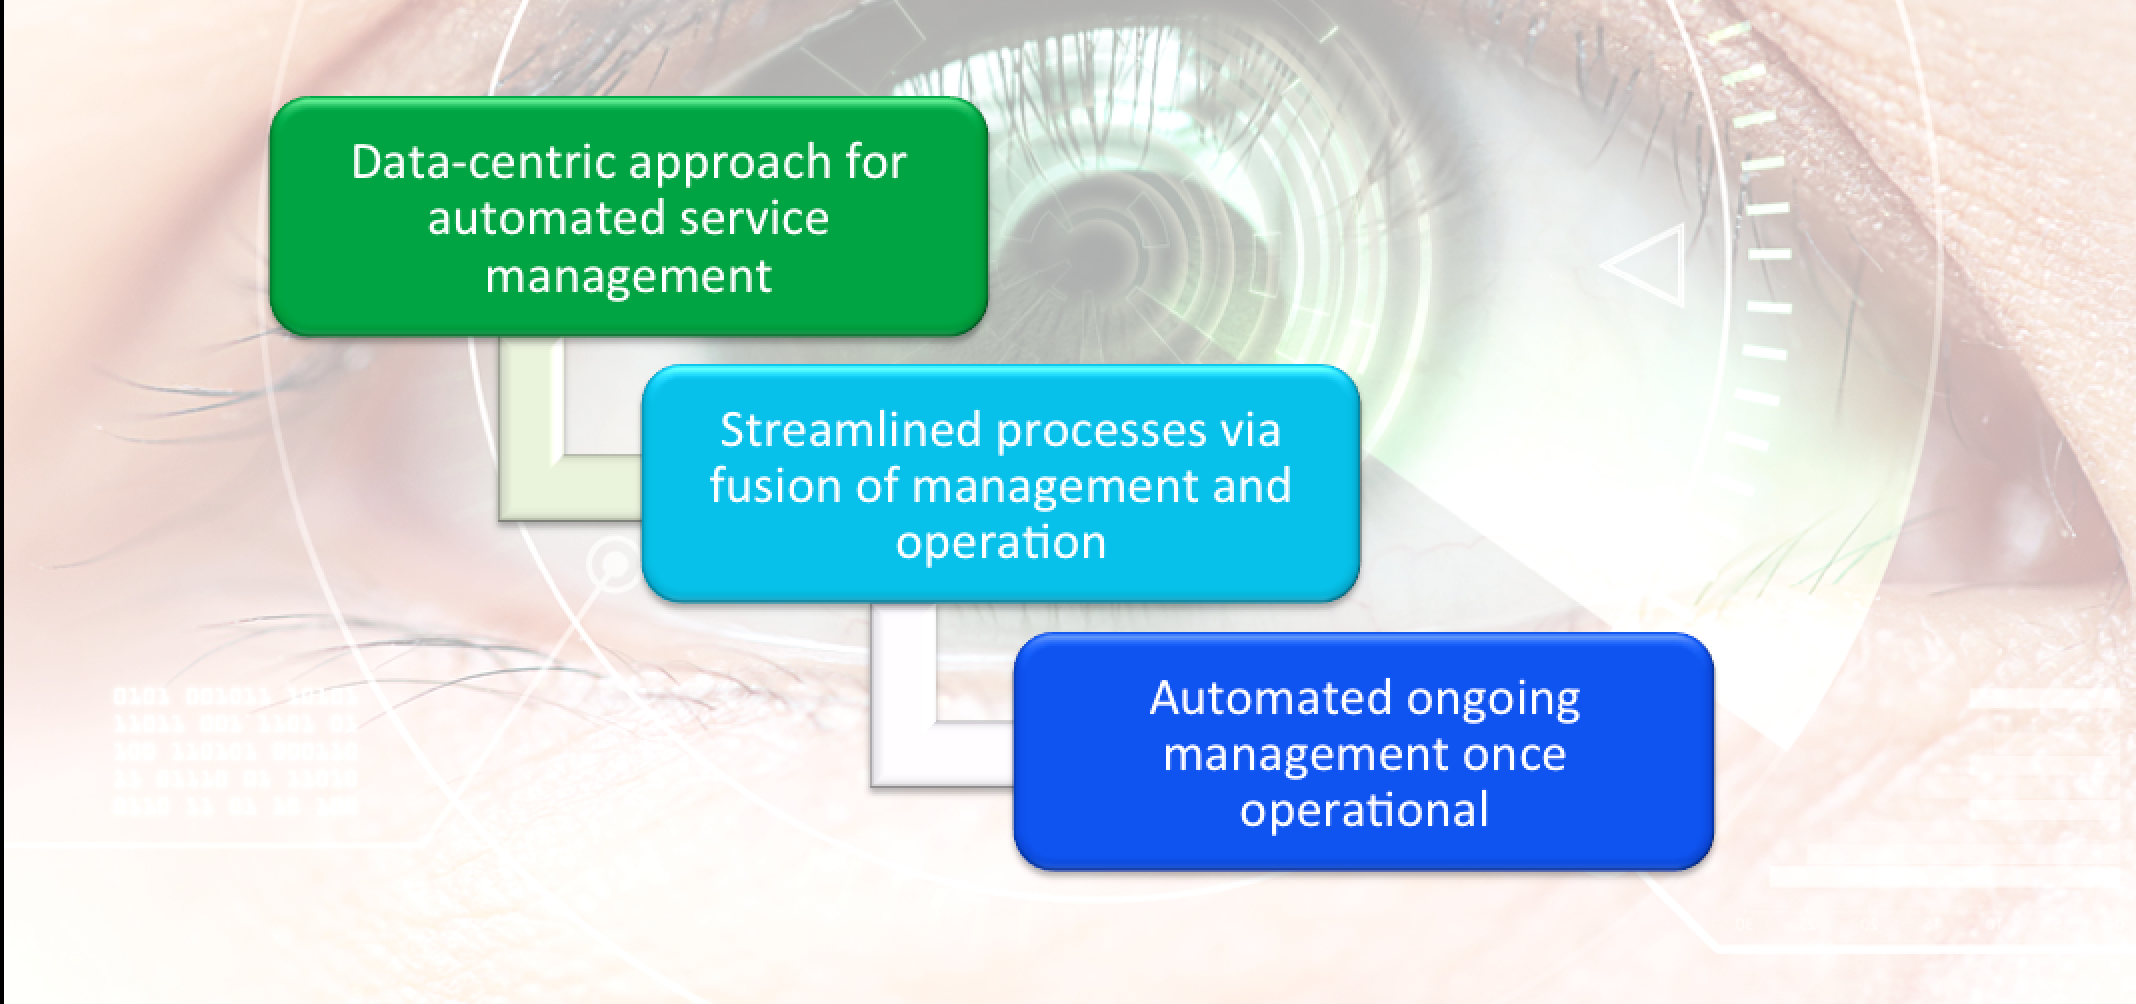 Data-centric approach for
automated service
management
Streamlined processes via
fusion of management and
operation
Automated ongoing
management once
operational